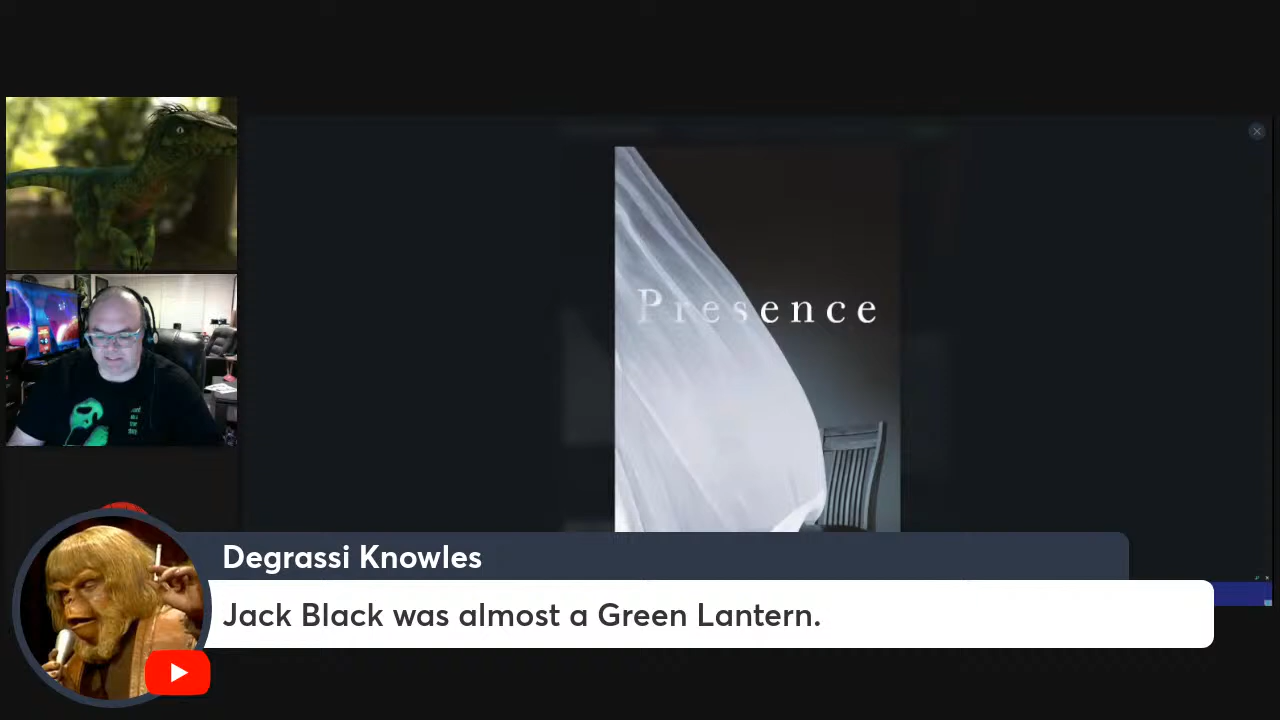 Presence
Degrassi Knowles
Jack Black was almost a Green Lantern.